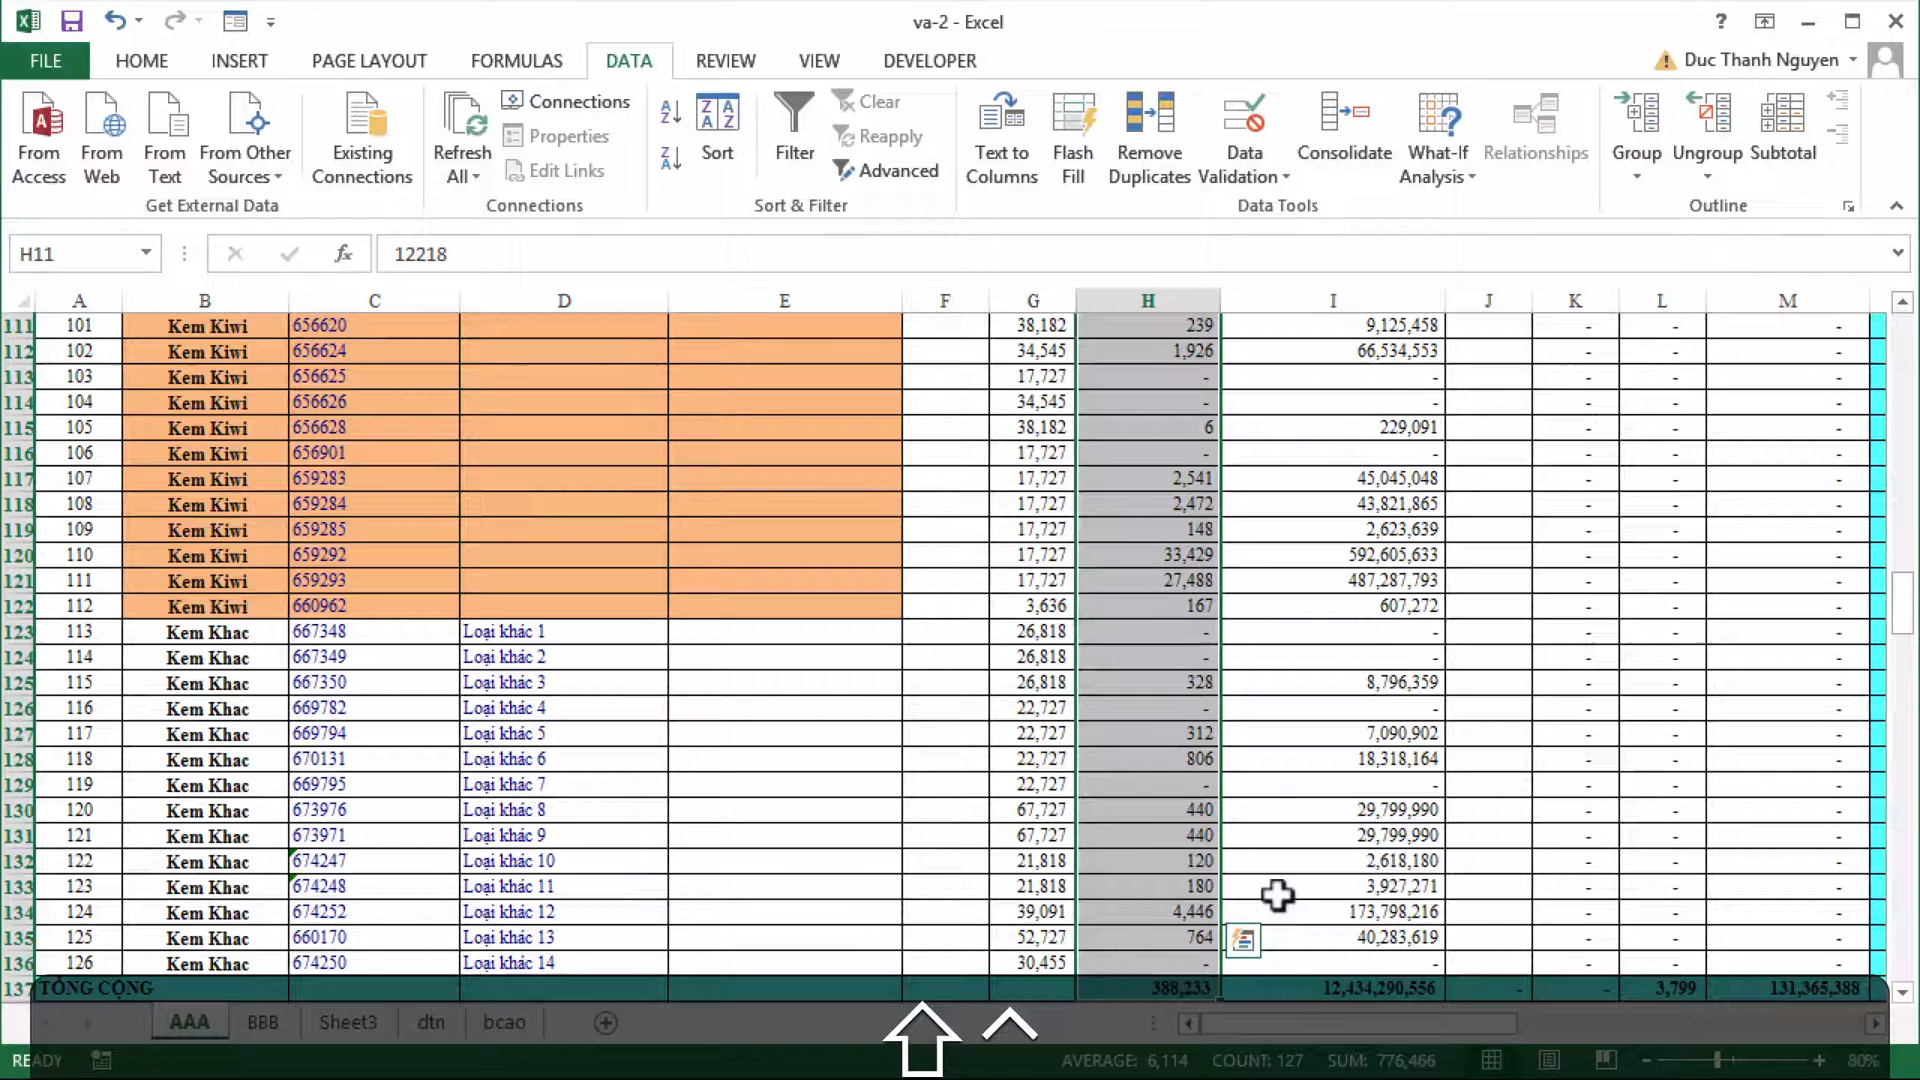 va-2 - Excel
?
FILE HOME INSERT PAGE LAYOUT FORMULAS DATA REVIEW VIEW DEVELOPER Duc Thanh Nguyen
From Access From Web From Text From Other Sources Existing Connections Refresh All Connections Properties Edit Links Sort Filter Clear Reapply Advanced Text to Columns Flash Fill Remove Duplicates Data Validation Consolidate What-If Analysis Relationships Group Ungroup Subtotal
Get External Data Connections Sort & Filter Data Tools Outline
H11 fx 12218
A B C D E F G H I J K L M
111 101 Kem Kiwi 656620 38,182 239 9,125,458 - - -
112 102 Kem Kiwi 656624 34,545 1,926 66,534,553 - - -
113 103 Kem Kiwi 656625 17,727 - - - - -
114 104 Kem Kiwi 656626 34,545 - - - - -
115 105 Kem Kiwi 656628 38,182 6 229,091 - - -
116 106 Kem Kiwi 656901 17,727 - - - - -
117 107 Kem Kiwi 659283 17,727 2,541 45,045,048 - - -
118 108 Kem Kiwi 659284 17,727 2,472 43,821,865 - - -
119 109 Kem Kiwi 659285 17,727 148 2,623,639 - - -
120 110 Kem Kiwi 659292 17,727 33,429 592,605,633 - - -
121 111 Kem Kiwi 659293 17,727 27,488 487,287,793 - - -
122 112 Kem Kiwi 660962 3,636 167 607,272 - - -
123 113 Kem Khac 667348 Loại khác 1 26,818 - - - - -
124 114 Kem Khac 667349 Loại khác 2 26,818 - - - - -
125 115 Kem Khac 667350 Loại khác 3 26,818 328 8,796,359 - - -
126 116 Kem Khac 669782 Loại khác 4 22,727 - - - - -
127 117 Kem Khac 669794 Loại khác 5 22,727 312 7,090,902 - - -
128 118 Kem Khac 670131 Loại khác 6 22,727 806 18,318,164 - - -
129 119 Kem Khac 669795 Loại khác 7 22,727 - - - - -
130 120 Kem Khac 673976 Loại khác 8 67,727 440 29,799,990 - - -
131 121 Kem Khac 673971 Loại khác 9 67,727 440 29,799,990 - - -
132 122 Kem Khac 674247 Loại khác 10 21,818 120 2,618,180 - - -
133 123 Kem Khac 674248 Loại khác 11 21,818 180 3,927,271 - - -
134 124 Kem Khac 674252 Loại khác 12 39,091 4,446 173,798,216 - - -
135 125 Kem Khac 660170 Loại khác 13 52,727 764 40,283,619 - - -
136 126 Kem Khac 674250 Loại khác 14 30,455 - - - - -
137 TỔNG CỘNG 388,233 12,434,290,556 - - 3,799 131,365,388
AAA BBB Sheet3 dtn bcao
READY AVERAGE: 6,114 COUNT: 127 SUM: 776,466 80%